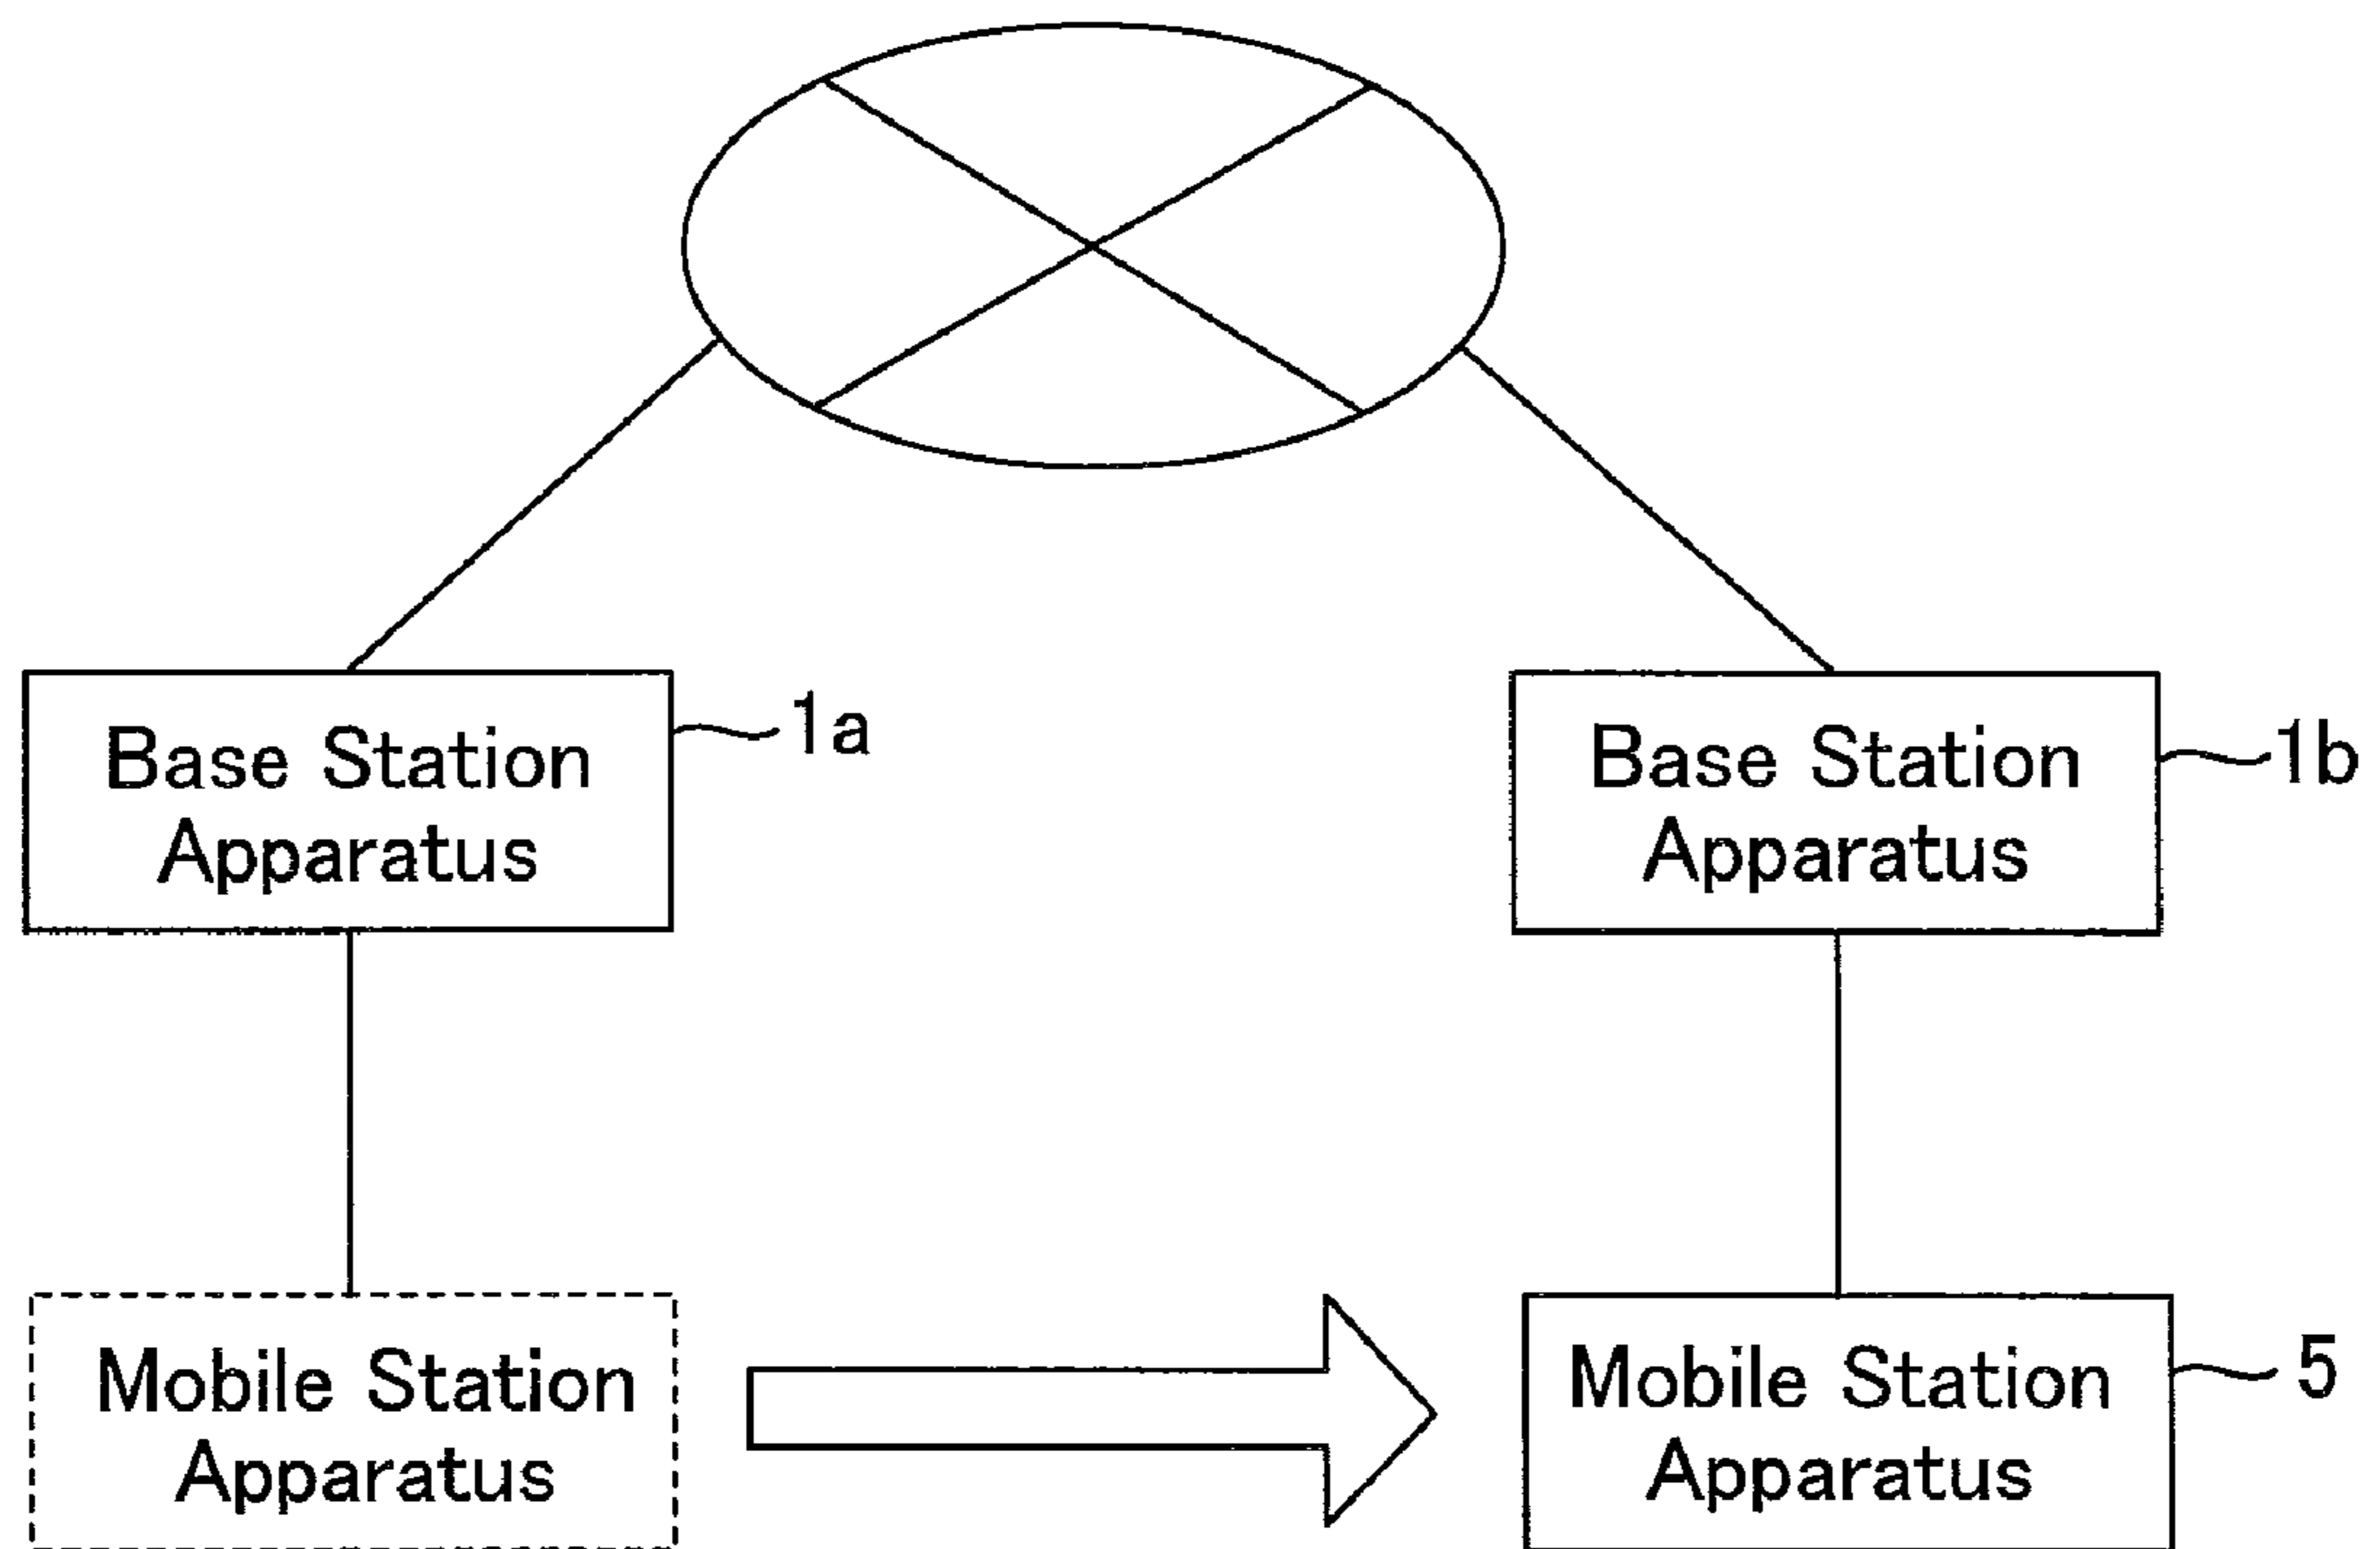 Base Station
Apparatus
1a
Base Station
Apparatus
1b
Mobile Station
Apparatus
Mobile Station
Apparatus
5